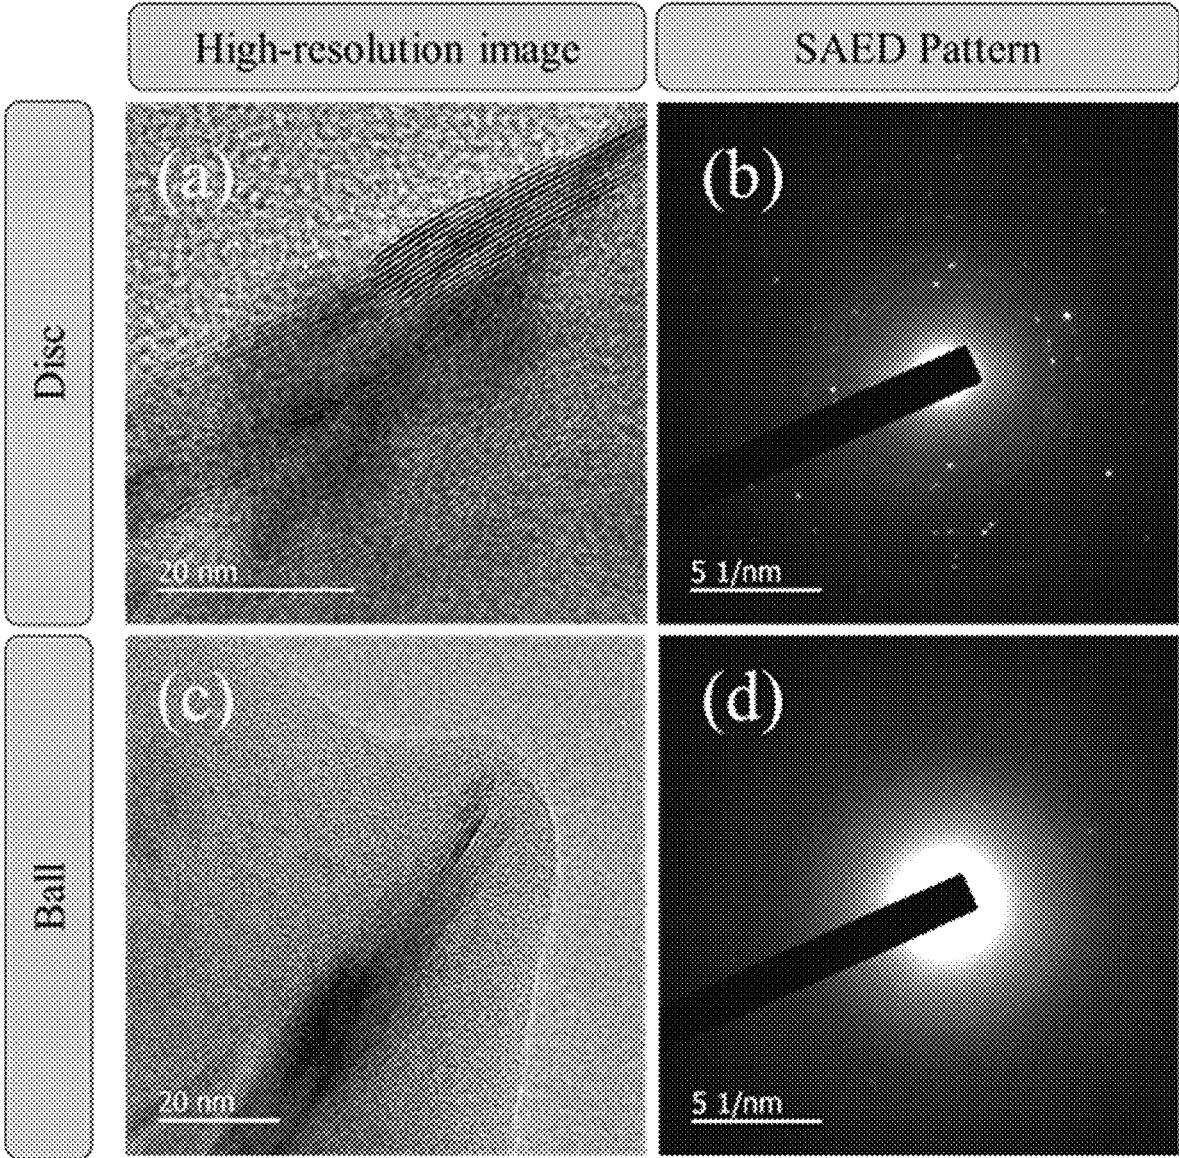 High-resolution image
SAED Pattern
Disc
(a)
20 nm
(b)
5 1/nm
Ball
(c)
20 nm
(d)
5 1/nm